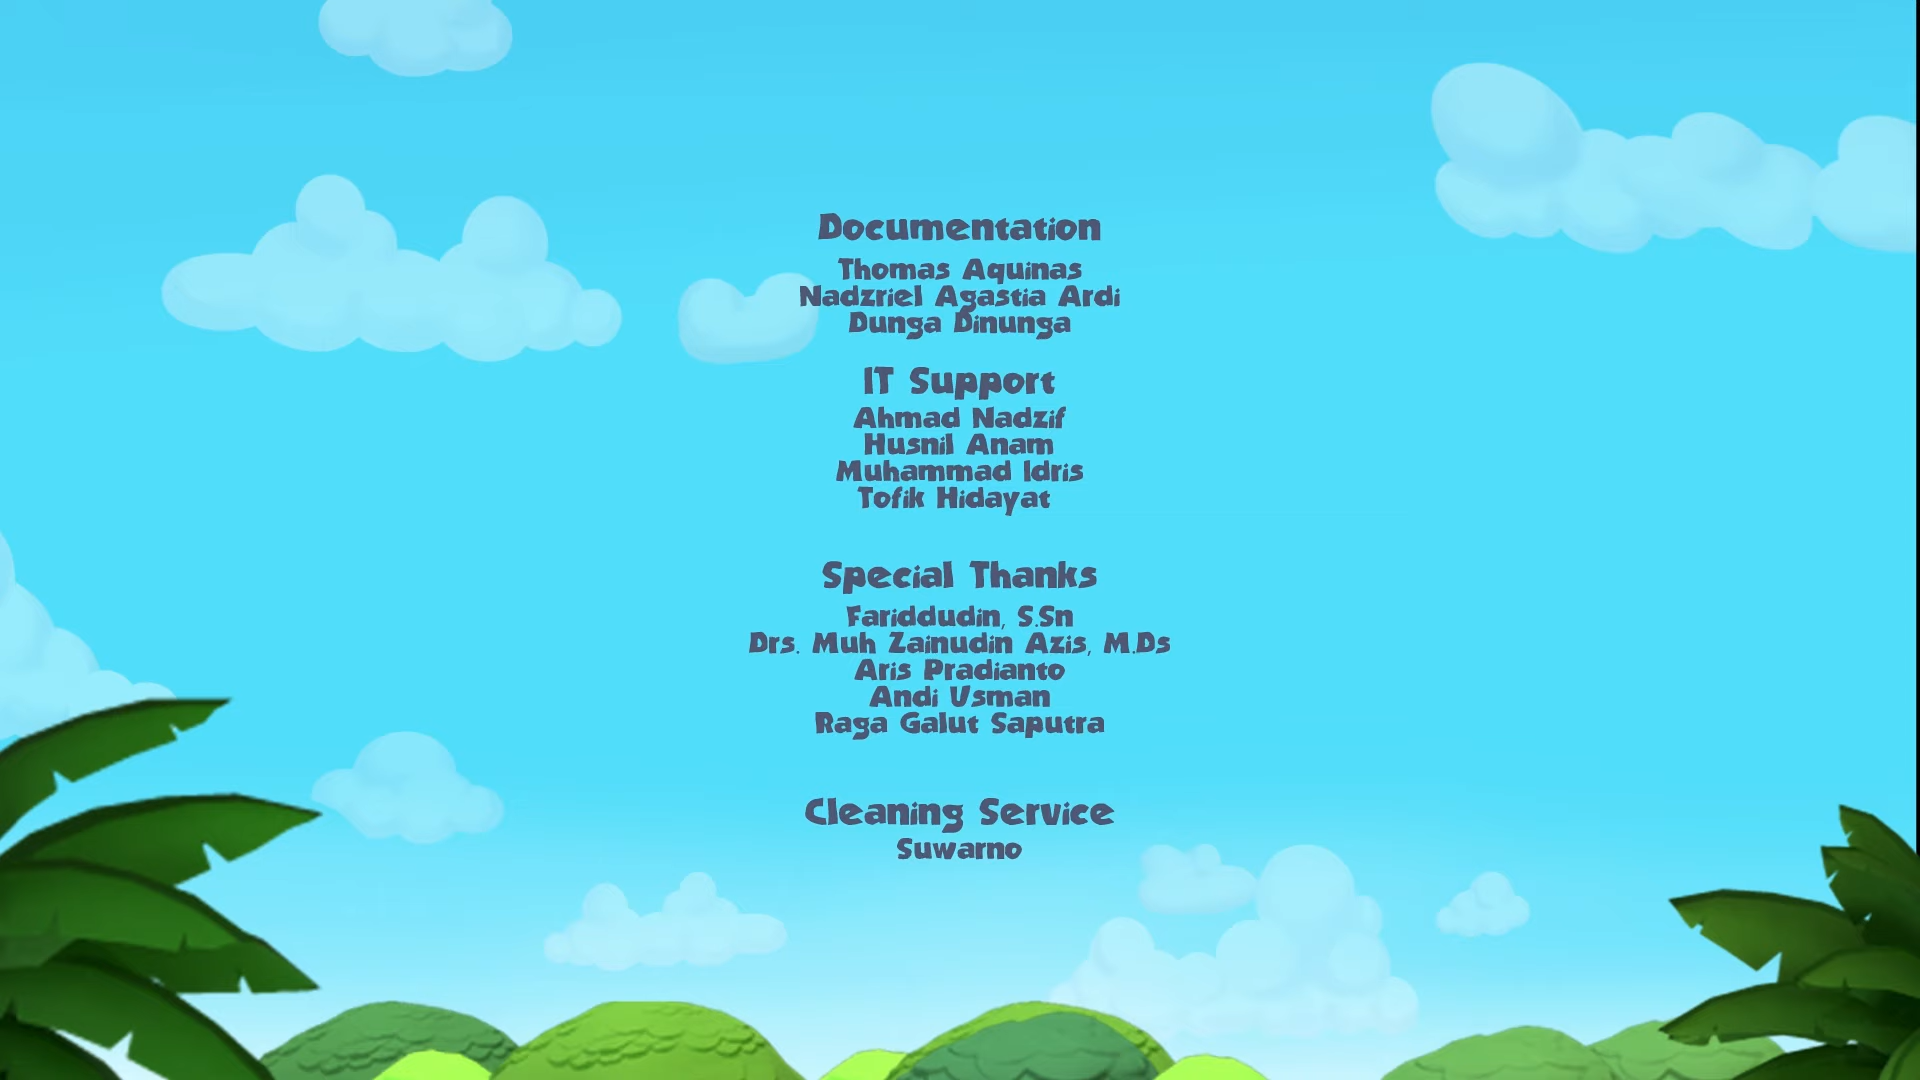 Documentation
Thomas Aquinas
Nadzriel Agastia Ardi
Dunga Dinunga
IT Support
Ahmad Nadzif
Husnil Anam
Muhammad Idris
Tofik Hidayat
Special Thanks
Fariddudin, S.Sn
Drs. Muh Zainudin Azis, M.Ds
Aris Pradianto
Andi Usman
Raga Galut Saputra
Cleaning Service
Suwarno